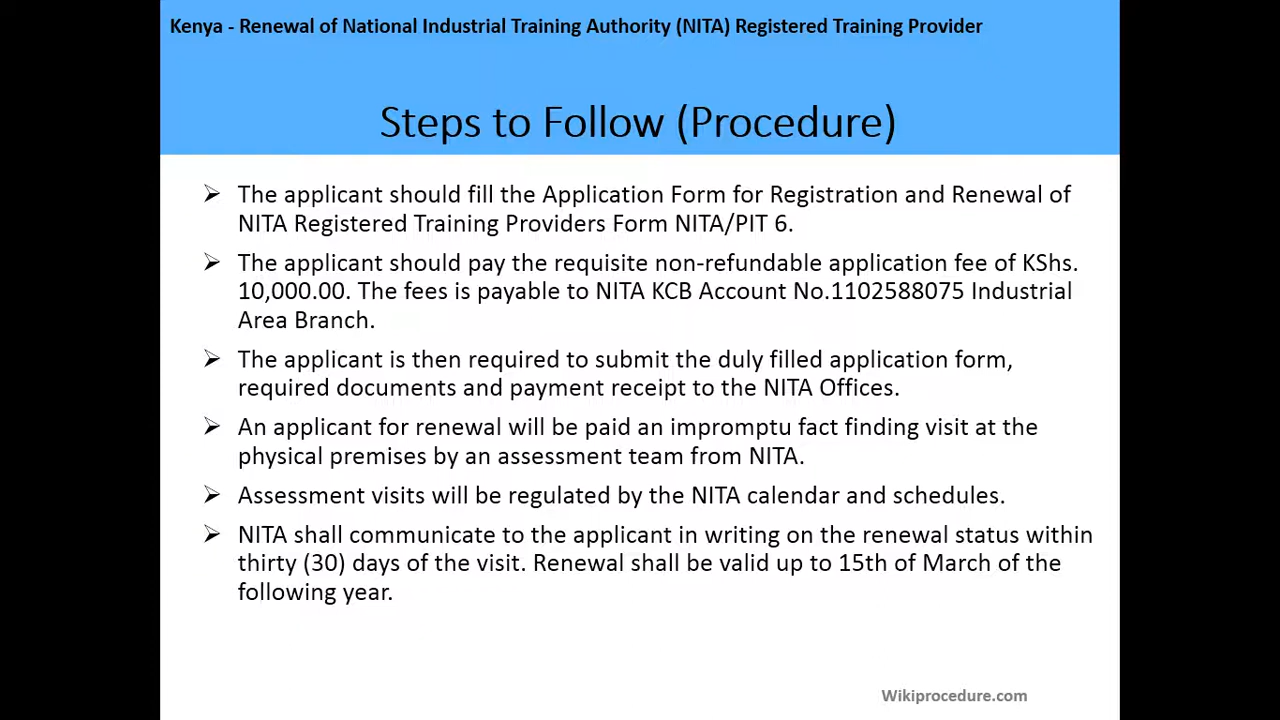 Kenya - Renewal of National Industrial Training Authority (NITA) Registered Training Provider
Steps to Follow (Procedure)
The applicant should fill the Application Form for Registration and Renewal of
NITA Registered Training Providers Form NITA/PIT 6.
The applicant should pay the requisite non-refundable application fee of KShs.
10,000.00. The fees is payable to NITA KCB Account No.1102588075 Industrial
Area Branch.
The applicant is then required to submit the duly filled application form,
required documents and payment receipt to the NITA Offices.
An applicant for renewal will be paid an impromptu fact finding visit at the
physical premises by an assessment team from NITA.
Assessment visits will be regulated by the NITA calendar and schedules.
NITA shall communicate to the applicant in writing on the renewal status within
thirty (30) days of the visit. Renewal shall be valid up to 15th of March of the
following year.
Wikiprocedure.com